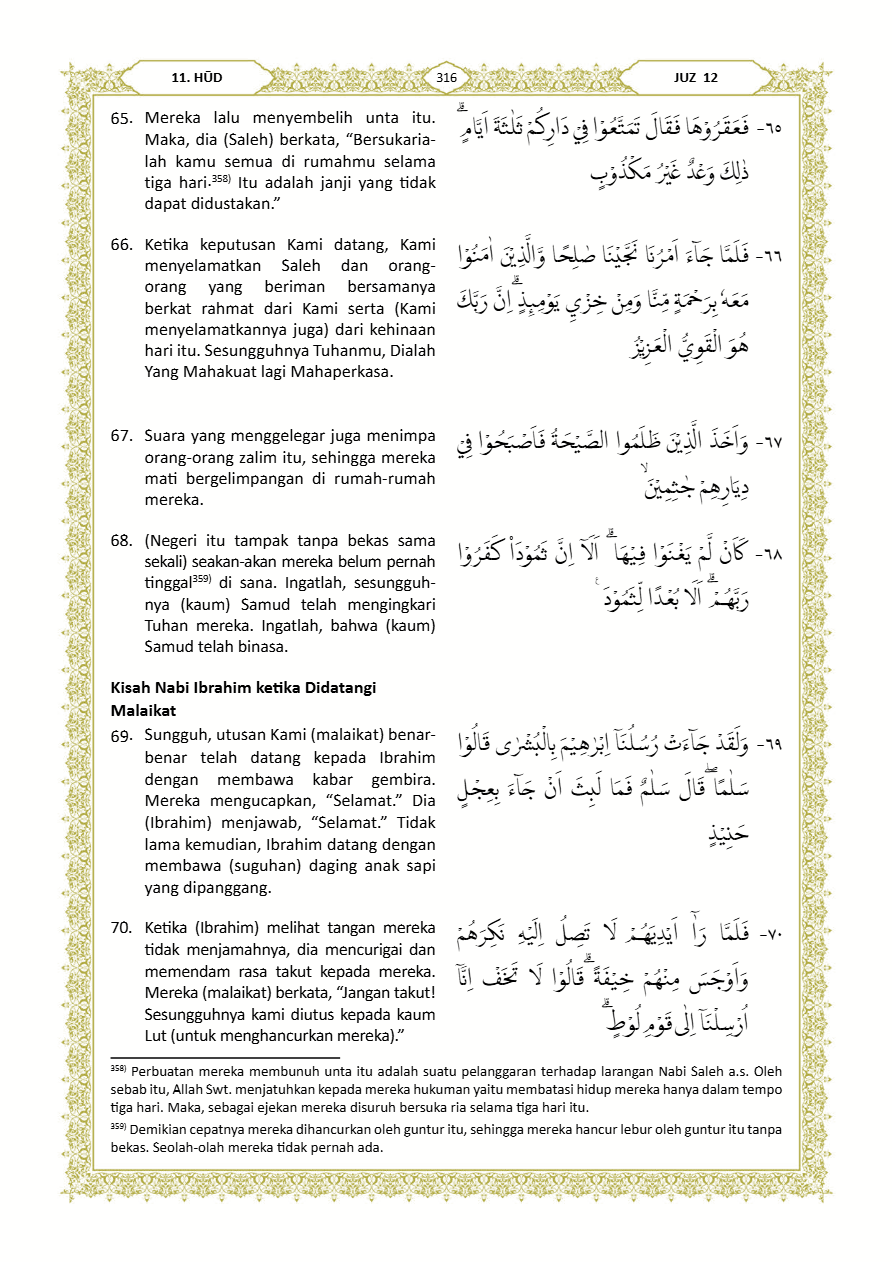 11. HŪD
316
JUZ 12
65. Mereka lalu menyembelih unta itu.
Maka, dia (Saleh) berkata, “Bersukaria-
lah kamu semua di rumahmu selama
tiga hari.³⁵⁸⁾ Itu adalah janji yang tidak
dapat didustakan.”
٦٥- فَعَقَرُوْهَا فَقَالَ تَمَتَّعُوْا فِيْ دَارِكُمْ ثَلٰثَةَ اَيَّامٍۗ
ذٰلِكَ وَعْدٌ غَيْرُ مَكْذُوْبٍ
66. Ketika keputusan Kami datang, Kami
menyelamatkan Saleh dan orang-
orang yang beriman bersamanya
berkat rahmat dari Kami serta (Kami
menyelamatkannya juga) dari kehinaan
hari itu. Sesungguhnya Tuhanmu, Dialah
Yang Mahakuat lagi Mahaperkasa.
٦٦- فَلَمَّا جَاۤءَ اَمْرُنَا نَجَّيْنَا صٰلِحًا وَّالَّذِيْنَ اٰمَنُوْا
مَعَهٗ بِرَحْمَةٍ مِّنَّا وَمِنْ خِزْيِ يَوْمِىِٕذٍۗ اِنَّ رَبَّكَ
هُوَ الْقَوِيُّ الْعَزِيْزُ
67. Suara yang menggelegar juga menimpa
orang-orang zalim itu, sehingga mereka
mati bergelimpangan di rumah-rumah
mereka.
٦٧- وَاَخَذَ الَّذِيْنَ ظَلَمُوا الصَّيْحَةُ فَاَصْبَحُوْا فِيْ
دِيَارِهِمْ جٰثِمِيْنَۙ
68. (Negeri itu tampak tanpa bekas sama
sekali) seakan-akan mereka belum pernah
tinggal³⁵⁹⁾ di sana. Ingatlah, sesungguh-
nya (kaum) Samud telah mengingkari
Tuhan mereka. Ingatlah, bahwa (kaum)
Samud telah binasa.
٦٨- كَاَنْ لَّمْ يَغْنَوْا فِيْهَاۗ اَلَآ اِنَّ ثَمُوْدَا۟ كَفَرُوْا
رَبَّهُمْۗ اَلَا بُعْدًا لِّثَمُوْدَ ࣖ
Kisah Nabi Ibrahim ketika Didatangi
Malaikat
69. Sungguh, utusan Kami (malaikat) benar-
benar telah datang kepada Ibrahim
dengan membawa kabar gembira.
Mereka mengucapkan, “Selamat.” Dia
(Ibrahim) menjawab, “Selamat.” Tidak
lama kemudian, Ibrahim datang dengan
membawa (suguhan) daging anak sapi
yang dipanggang.
٦٩- وَلَقَدْ جَاۤءَتْ رُسُلُنَآ اِبْرٰهِيْمَ بِالْبُشْرٰى قَالُوْا
سَلٰمًاۖ قَالَ سَلٰمٌ فَمَا لَبِثَ اَنْ جَاۤءَ بِعِجْلٍ
حَنِيْذٍ
70. Ketika (Ibrahim) melihat tangan mereka
tidak menjamahnya, dia mencurigai dan
memendam rasa takut kepada mereka.
Mereka (malaikat) berkata, “Jangan takut!
Sesungguhnya kami diutus kepada kaum
Lut (untuk menghancurkan mereka).”
٧٠- فَلَمَّا رَآٰ اَيْدِيَهُمْ لَا تَصِلُ اِلَيْهِ نَكِرَهُمْ
وَاَوْجَسَ مِنْهُمْ خِيْفَةًۗ قَالُوْا لَا تَخَفْ اِنَّآ
اُرْسِلْنَآ اِلٰى قَوْمِ لُوْطٍۗ
³⁵⁸⁾ Perbuatan mereka membunuh unta itu adalah suatu pelanggaran terhadap larangan Nabi Saleh a.s. Oleh
sebab itu, Allah Swt. menjatuhkan kepada mereka hukuman yaitu membatasi hidup mereka hanya dalam tempo
tiga hari. Maka, sebagai ejekan mereka disuruh bersuka ria selama tiga hari itu.
³⁵⁹⁾ Demikian cepatnya mereka dihancurkan oleh guntur itu, sehingga mereka hancur lebur oleh guntur itu tanpa
bekas. Seolah-olah mereka tidak pernah ada.